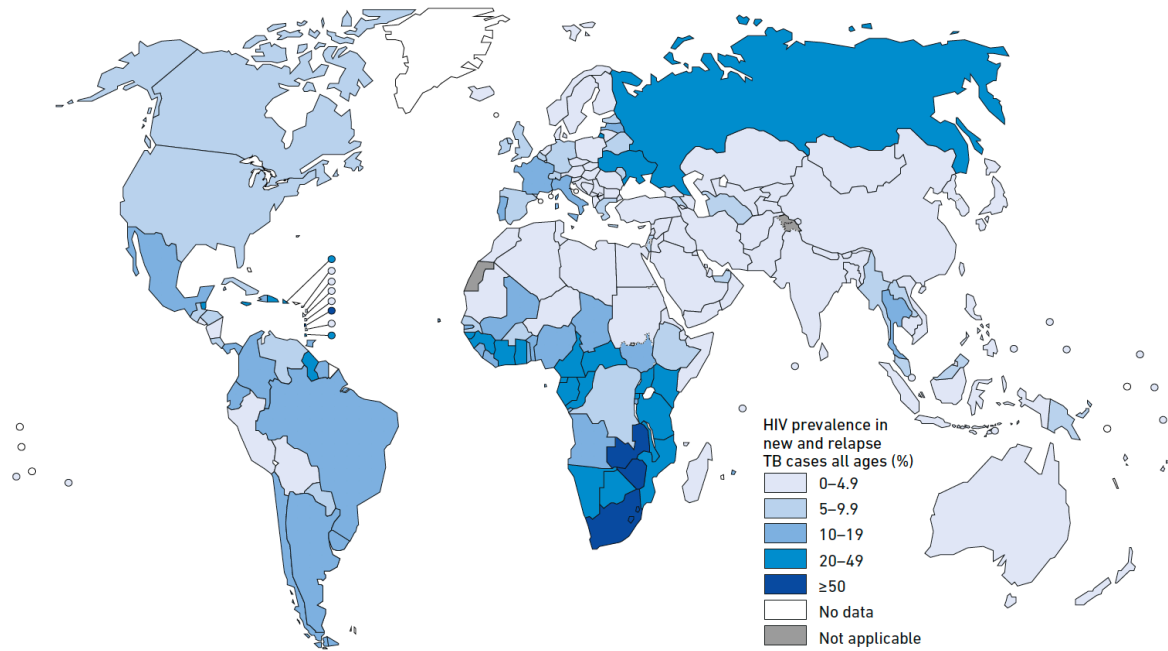 HIV prevalence in
new and relapse
TB cases all ages (%)
0–4.9
5–9.9
10–19
20–49
≥50
No data
Not applicable